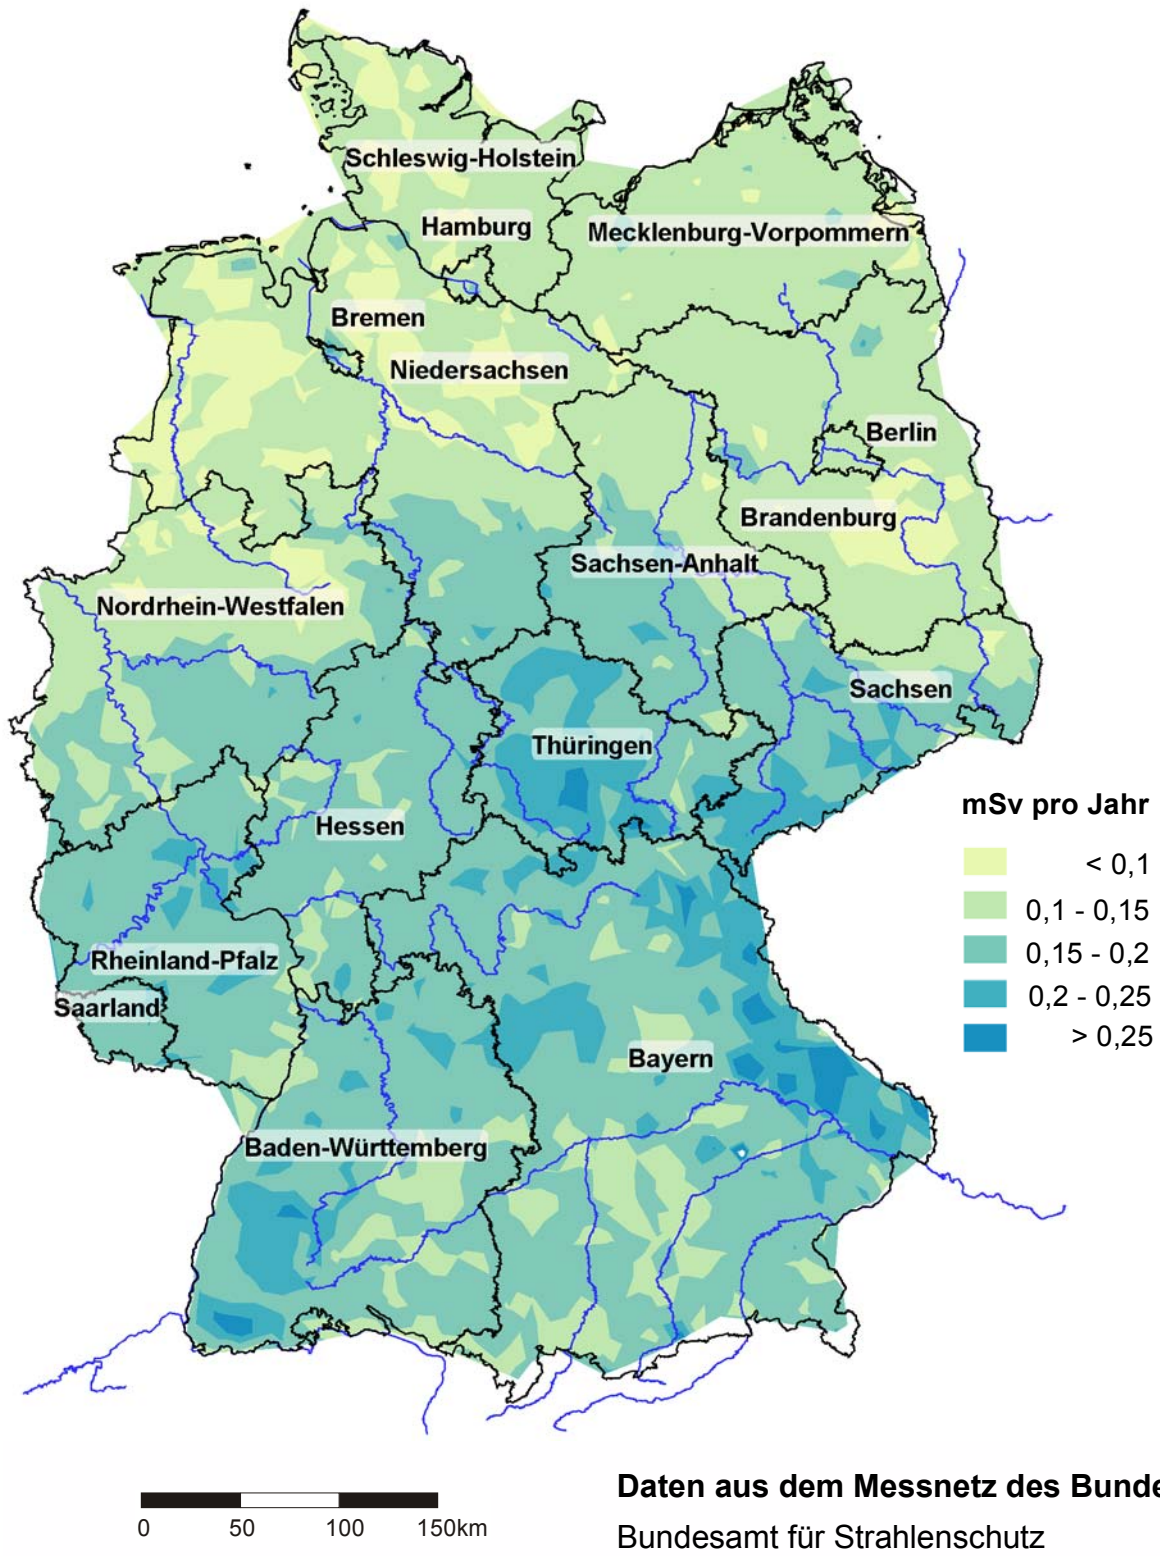 Schleswig-Holstein
Hamburg
Mecklenburg-Vorpommern
Bremen
Niedersachsen
Berlin
Brandenburg
Sachsen-Anhalt
Nordrhein-Westfalen
Sachsen
Thüringen
Hessen
Rheinland-Pfalz
Saarland
Bayern
Baden-Württemberg
mSv pro Jahr
< 0,1
0,1 - 0,15
0,15 - 0,2
0,2 - 0,25
> 0,25
0 50 100 150km
Daten aus dem Messnetz des Bunde
Bundesamt für Strahlenschutz